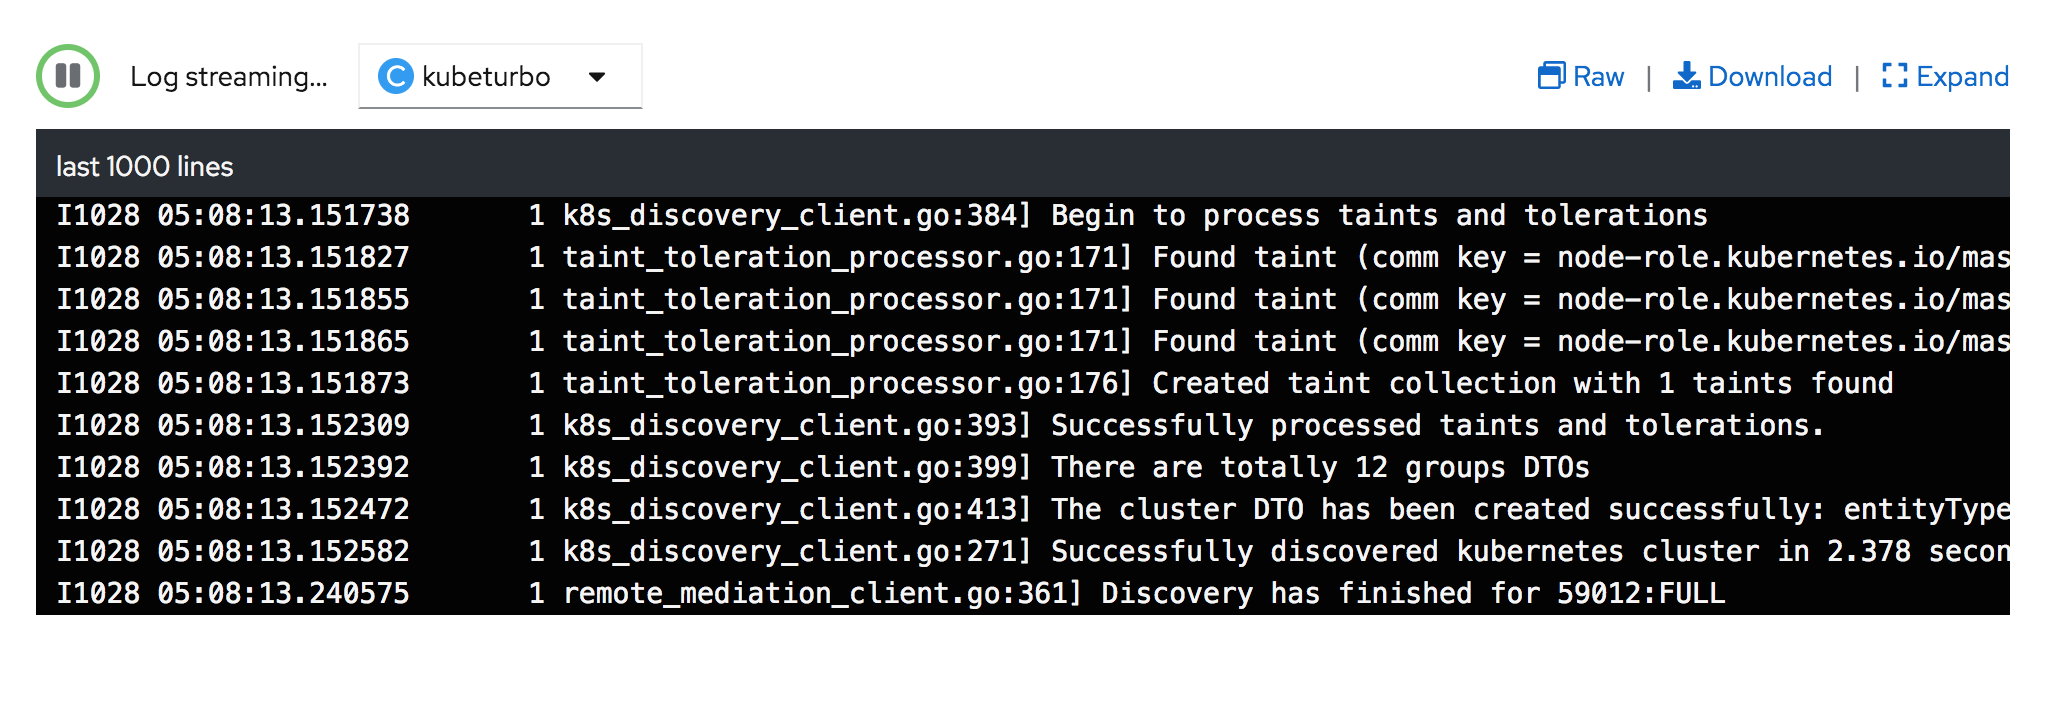 Log streaming... C kubeturbo Raw | Download | Expand
last 1000 lines
I1028 05:08:13.151738 1 k8s_discovery_client.go:384] Begin to process taints and tolerations
I1028 05:08:13.151827 1 taint_toleration_processor.go:171] Found taint (comm key = node-role.kubernetes.io/mas
I1028 05:08:13.151855 1 taint_toleration_processor.go:171] Found taint (comm key = node-role.kubernetes.io/mas
I1028 05:08:13.151865 1 taint_toleration_processor.go:171] Found taint (comm key = node-role.kubernetes.io/mas
I1028 05:08:13.151873 1 taint_toleration_processor.go:176] Created taint collection with 1 taints found
I1028 05:08:13.152309 1 k8s_discovery_client.go:393] Successfully processed taints and tolerations.
I1028 05:08:13.152392 1 k8s_discovery_client.go:399] There are totally 12 groups DTOs
I1028 05:08:13.152472 1 k8s_discovery_client.go:413] The cluster DTO has been created successfully: entityType
I1028 05:08:13.152582 1 k8s_discovery_client.go:271] Successfully discovered kubernetes cluster in 2.378 secon
I1028 05:08:13.240575 1 remote_mediation_client.go:361] Discovery has finished for 59012:FULL